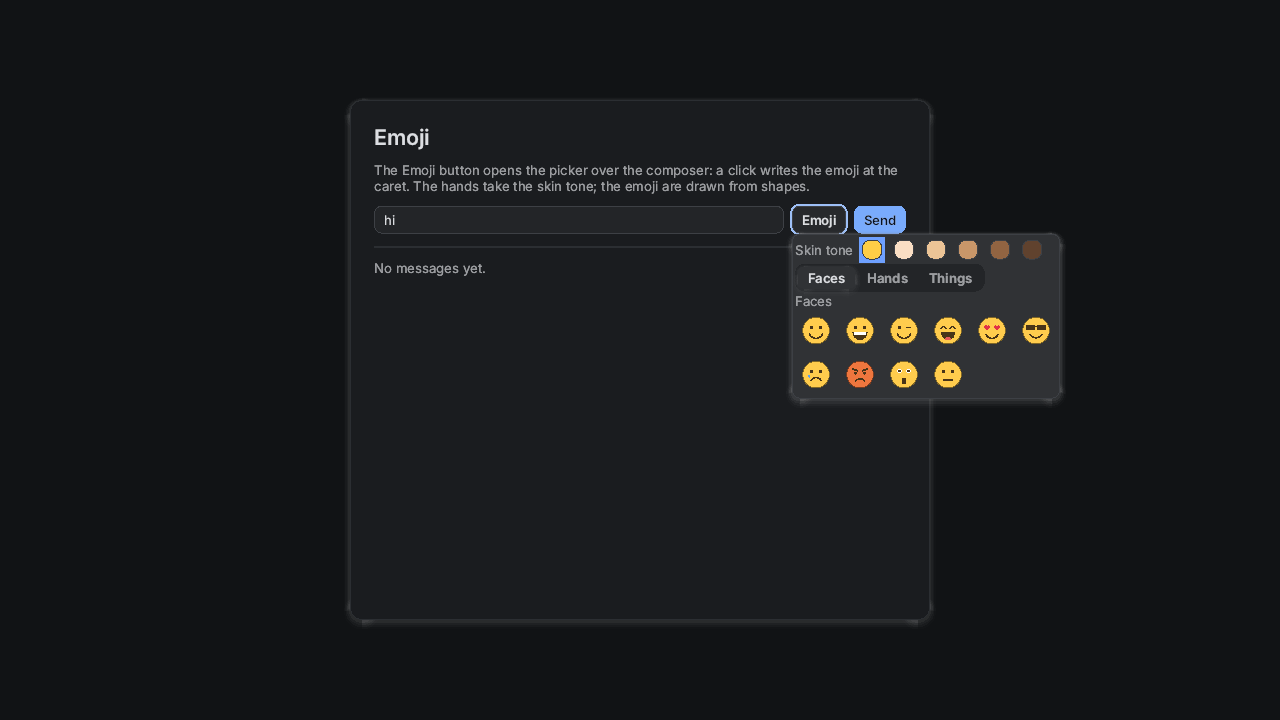 Emoji
The Emoji button opens the picker over the composer: a click writes the emoji at the
caret. The hands take the skin tone; the emoji are drawn from shapes.
hi
Emoji
Send
No messages yet.
Skin tone
Faces
Hands
Things
Faces